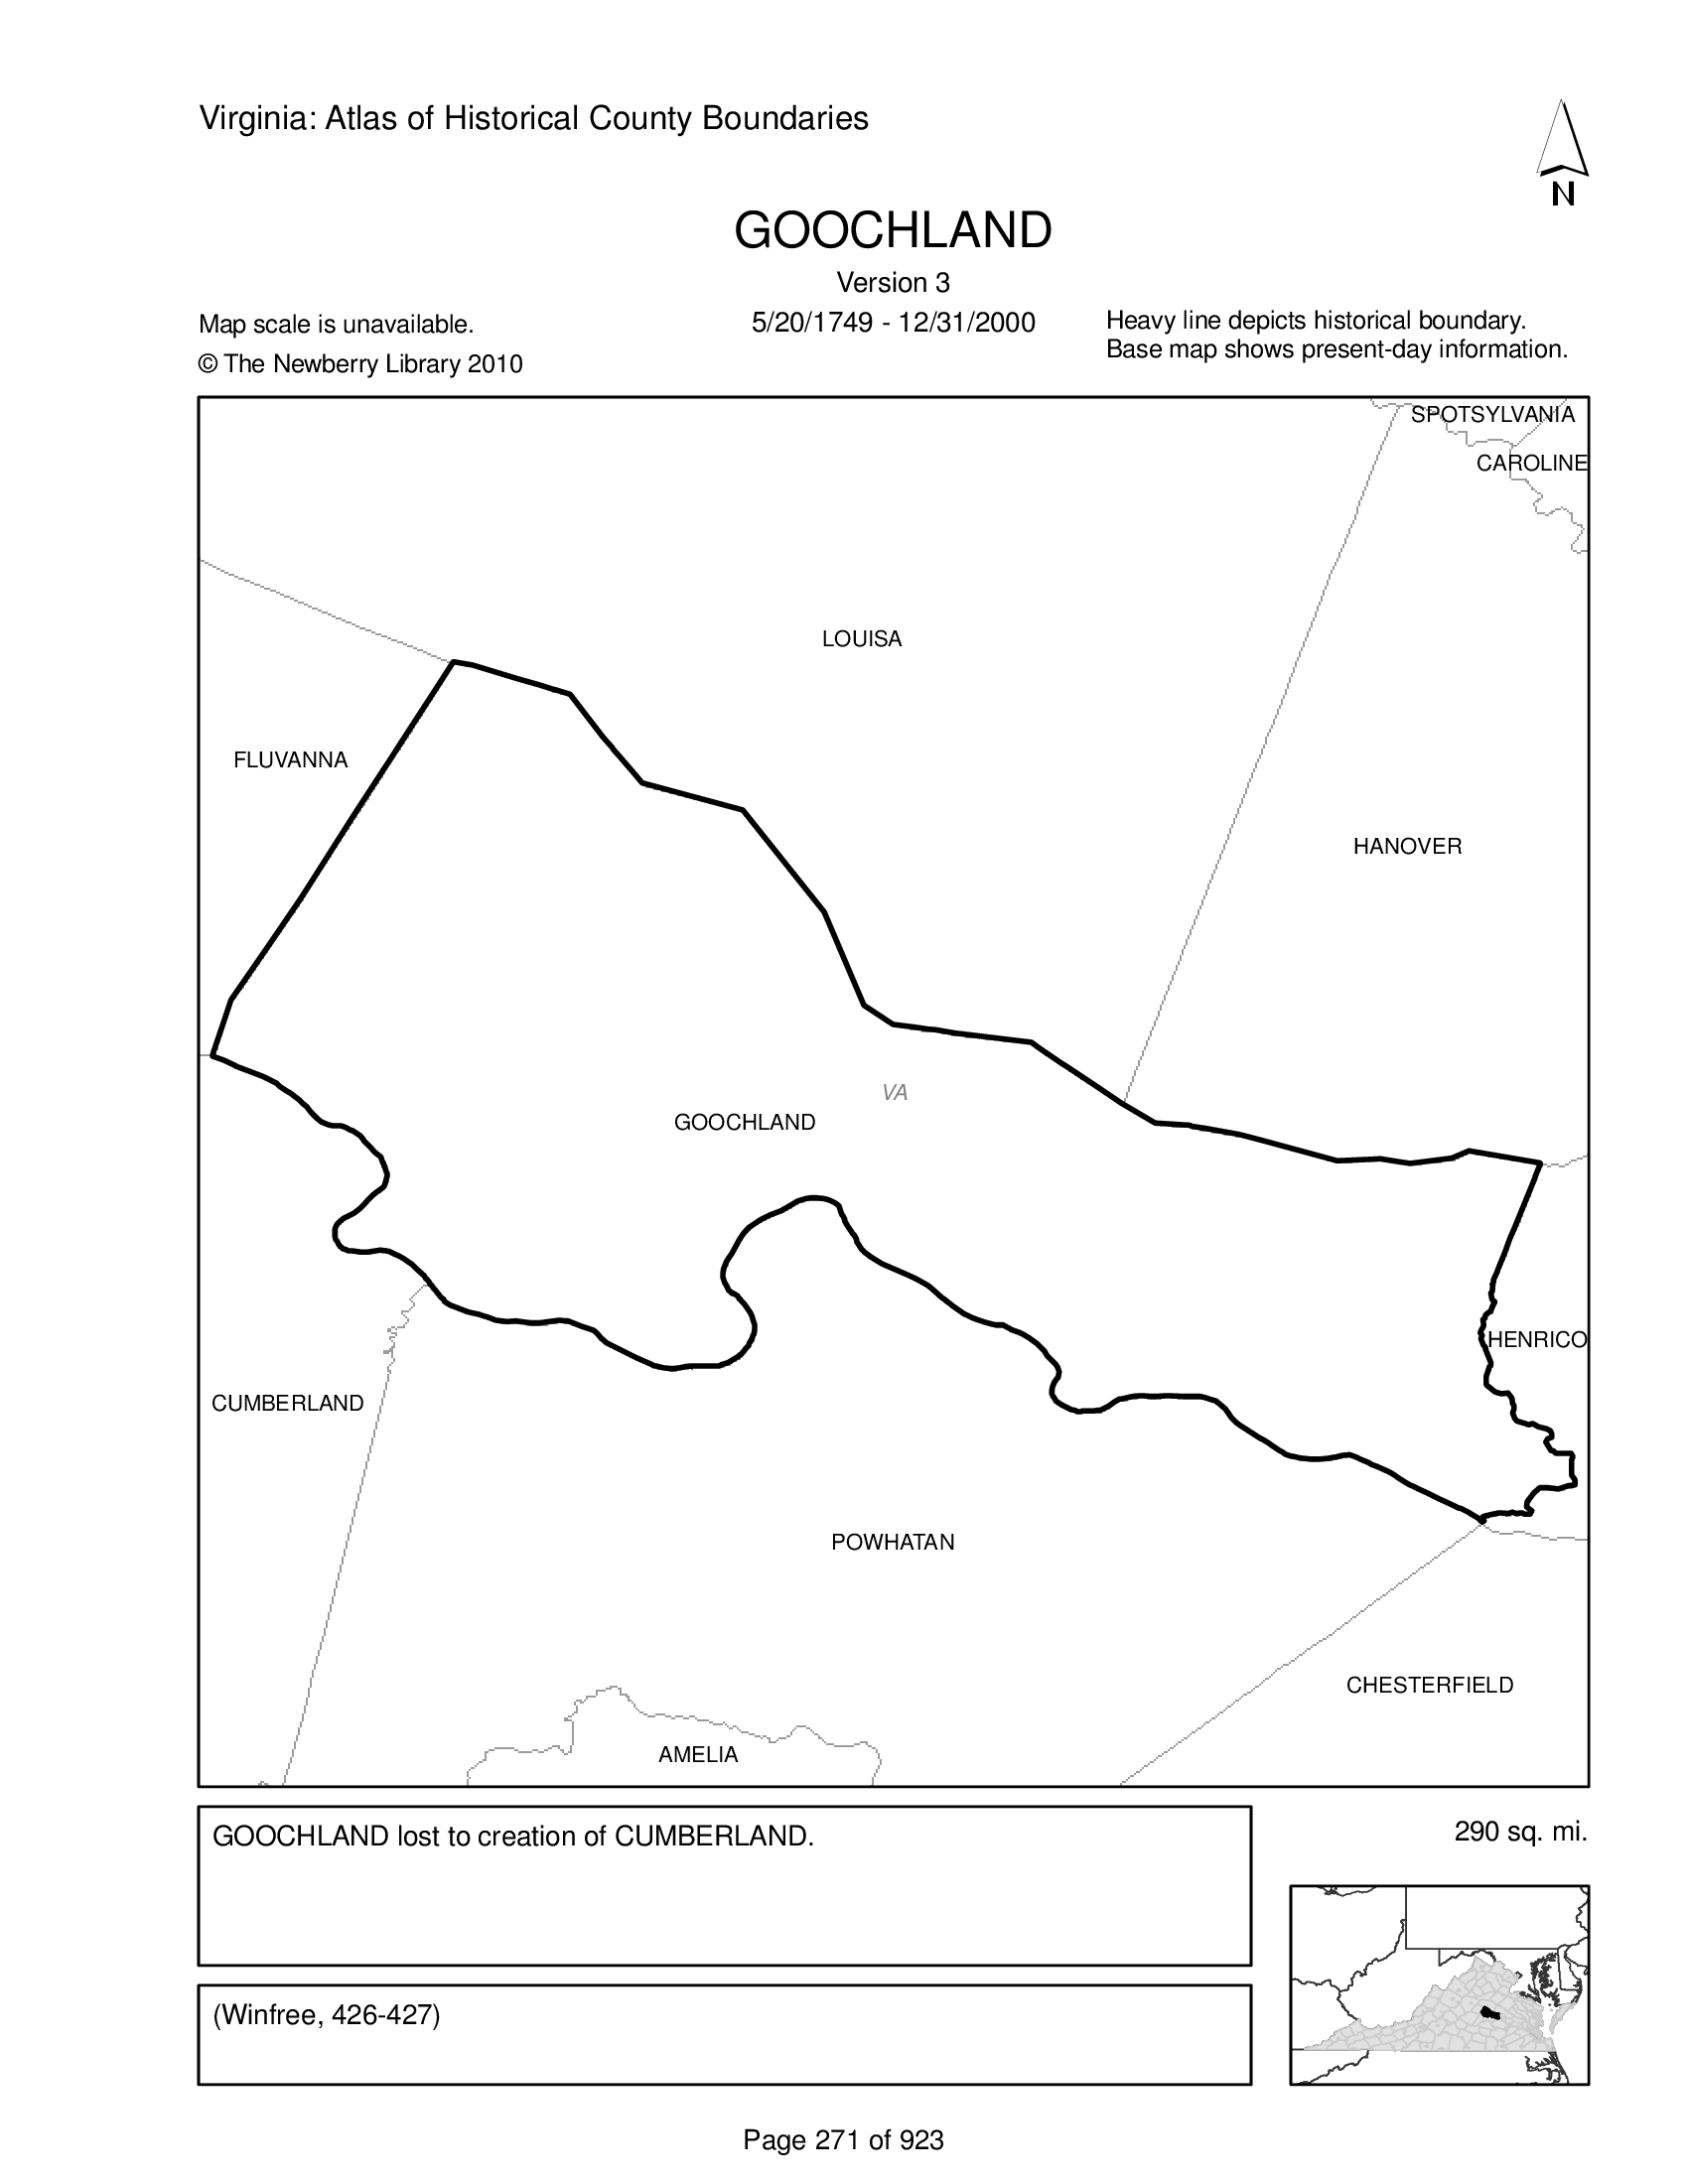 Virginia: Atlas of Historical County Boundaries
N
GOOCHLAND
Version 3
5/20/1749 - 12/31/2000
Map scale is unavailable.
© The Newberry Library 2010
Heavy line depicts historical boundary.
Base map shows present-day information.
SPOTSYLVANIA
CAROLINE
LOUISA
FLUVANNA
HANOVER
VA
GOOCHLAND
HENRICO
CUMBERLAND
POWHATAN
CHESTERFIELD
AMELIA
GOOCHLAND lost to creation of CUMBERLAND.
290 sq. mi.
(Winfree, 426-427)
Page 271 of 923